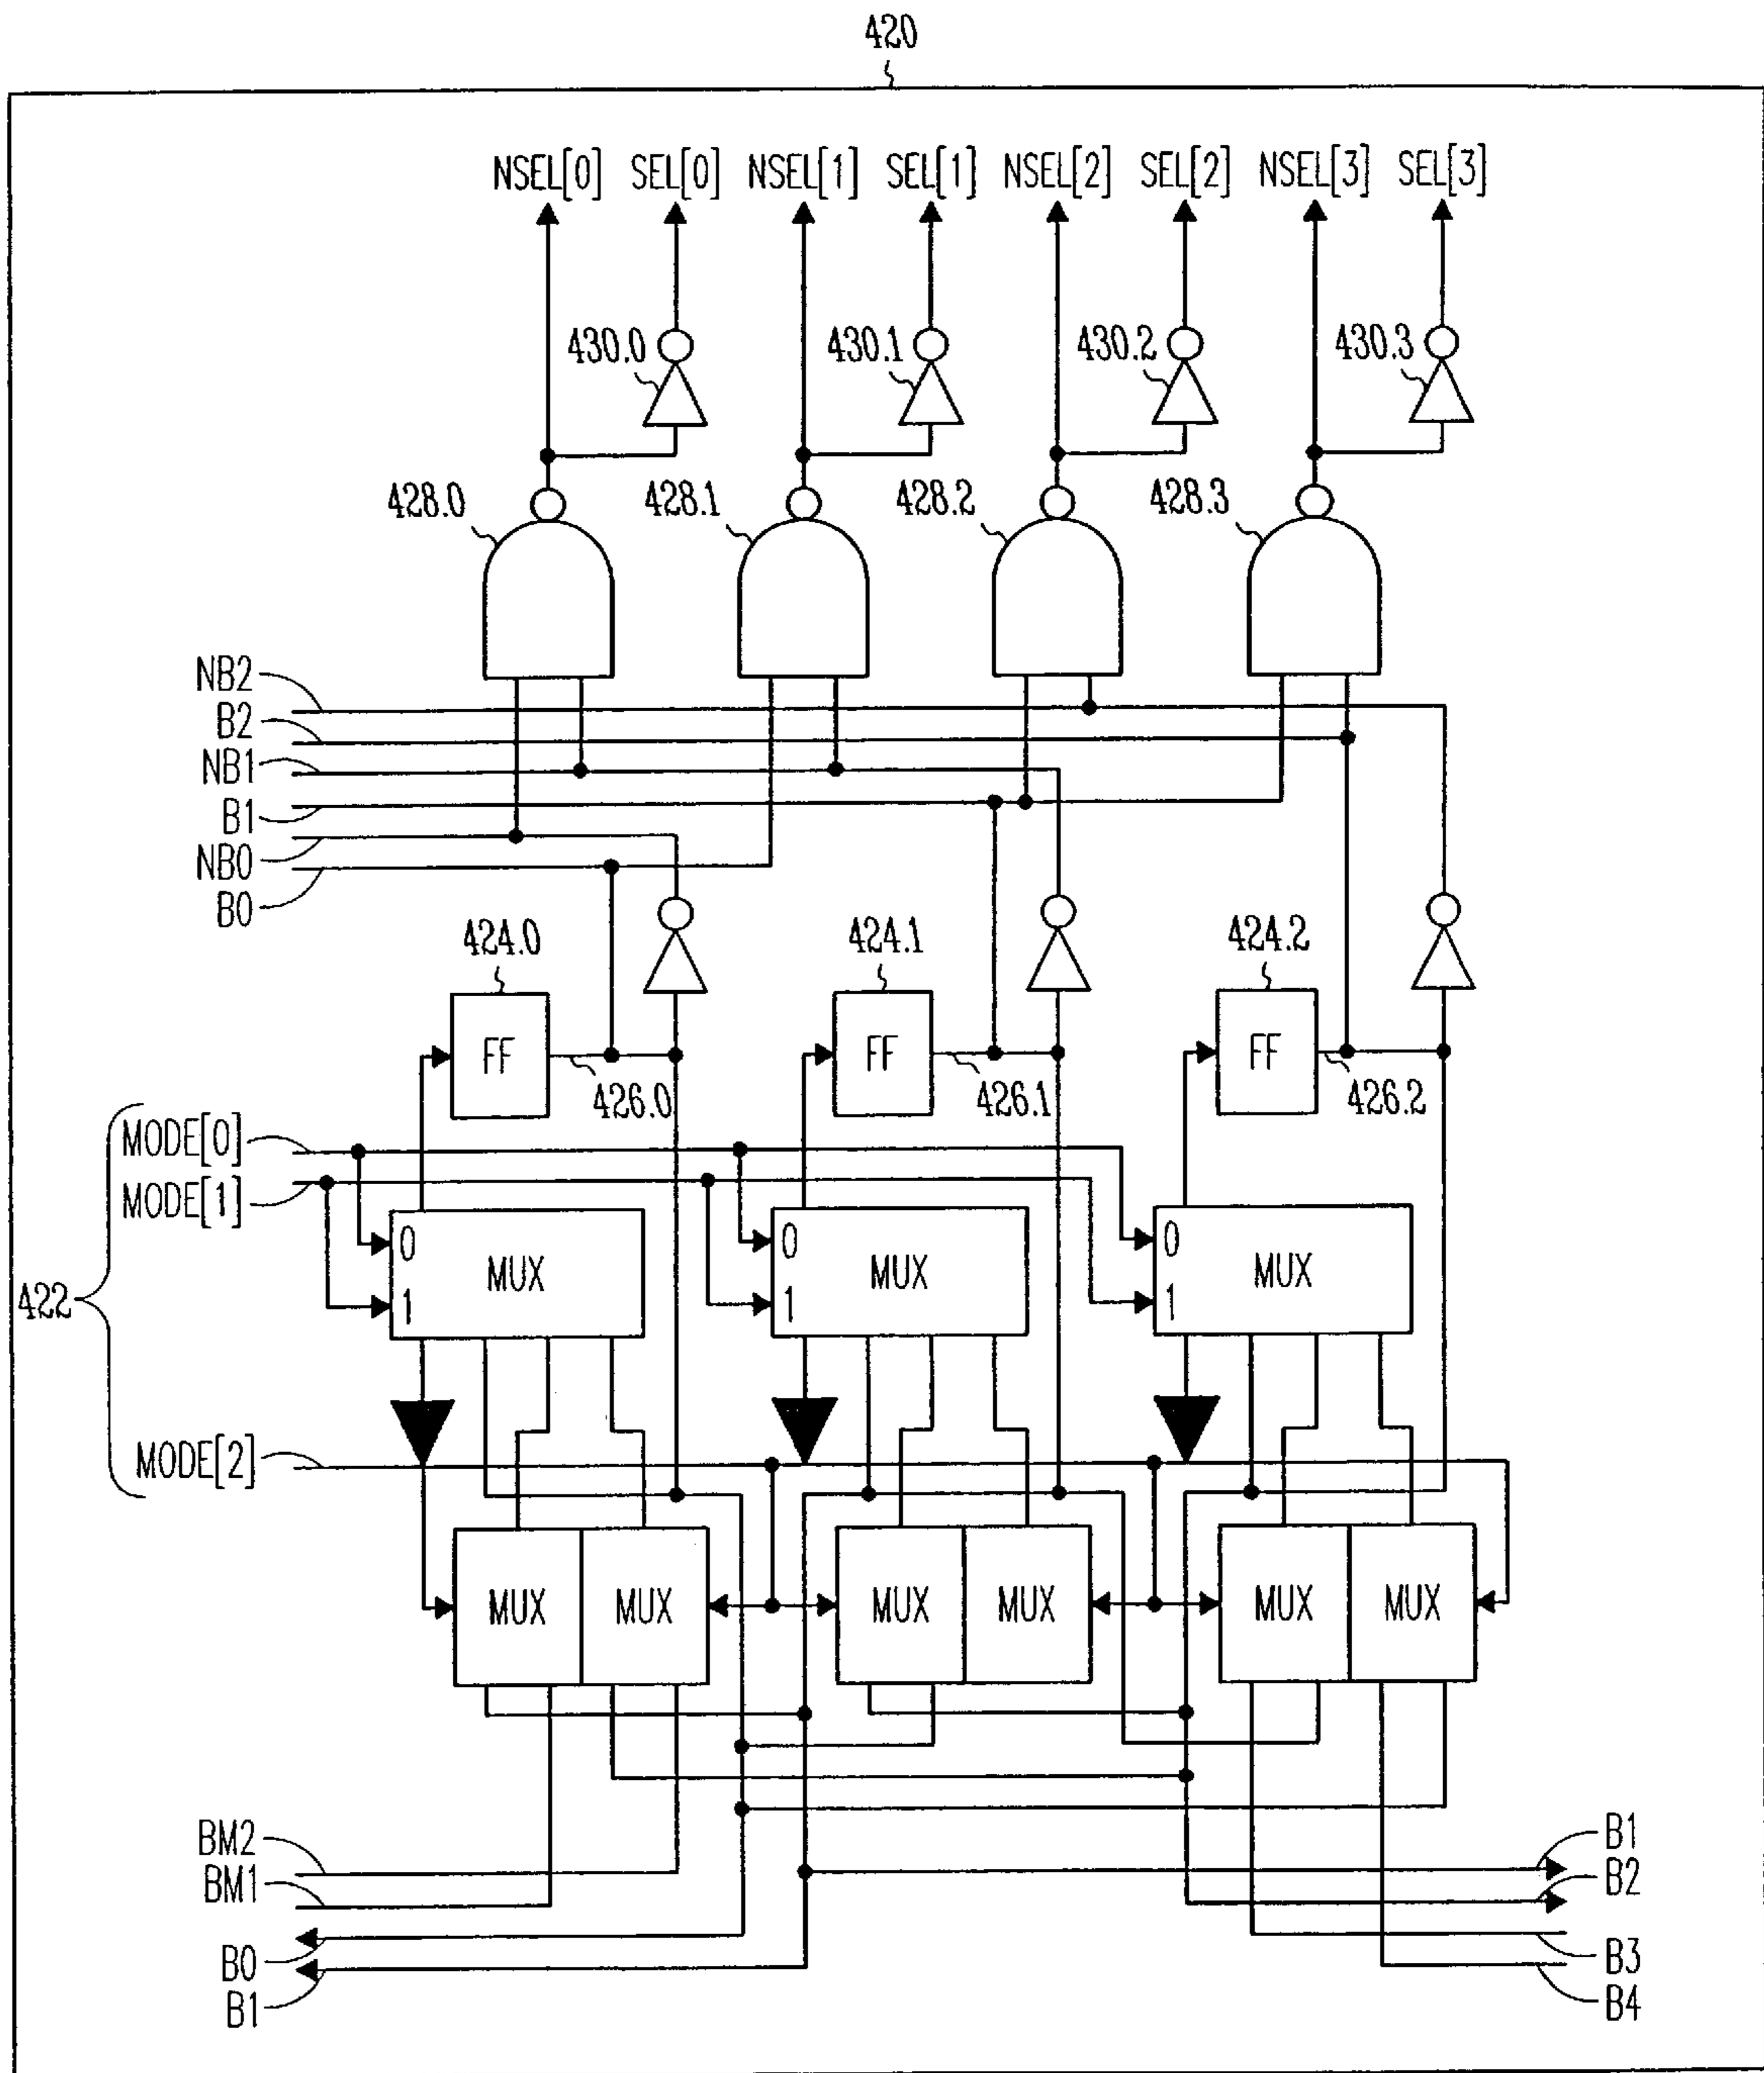 420
NSEL[0] SEL[0] NSEL[1] SEL[1] NSEL[2] SEL[2] NSEL[3] SEL[3]
430.0 430.1 430.2 430.3
428.0 428.1 428.2 428.3
NB2
B2
NB1
B1
NB0
B0
424.0 424.1 424.2
FF FF FF
426.0 426.1 426.2
MODE[0]
MODE[1]
0 0 0
MUX MUX MUX
1 1 1
422
MODE[2]
MUX MUX MUX MUX MUX MUX
BM2 B1
BM1 B2
B0 B3
B1 B4